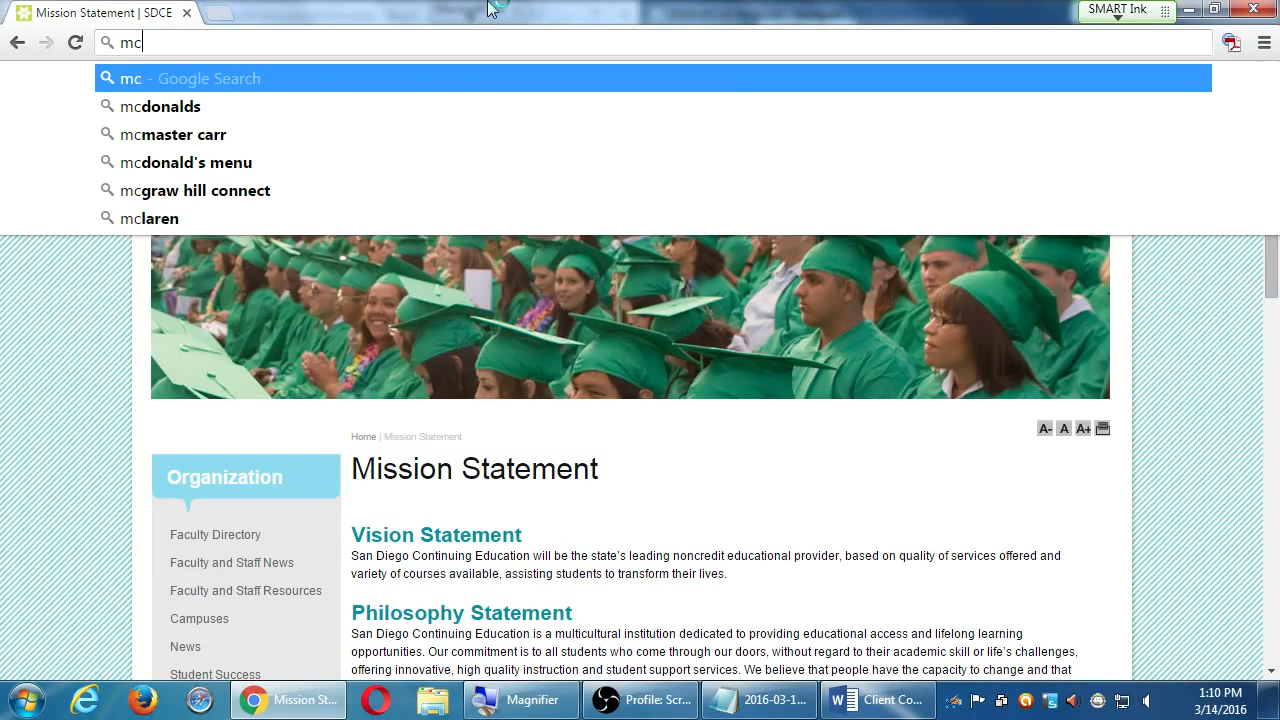 Mission Statement | SDCE
SMART Ink
mc
mc - Google Search
mcdonalds
mcmaster carr
mcdonald's menu
mcgraw hill connect
mclaren
Home | Mission Statement
A- A A+
Mission Statement
Organization
Faculty Directory
Faculty and Staff News
Faculty and Staff Resources
Campuses
News
Student Success
Vision Statement
San Diego Continuing Education will be the state's leading noncredit educational provider, based on quality of services offered and
variety of courses available, assisting students to transform their lives.
Philosophy Statement
San Diego Continuing Education is a multicultural institution dedicated to providing educational access and lifelong learning
opportunities. Our commitment is to all students who come through our doors, without regard to their academic skill or life's challenges,
offering innovative, high quality instruction and student support services. We believe that people have the capacity to change and that
Mission St...
Magnifier
Profile: Scr...
2016-03-1...
Client Co...
1:10 PM
3/14/2016